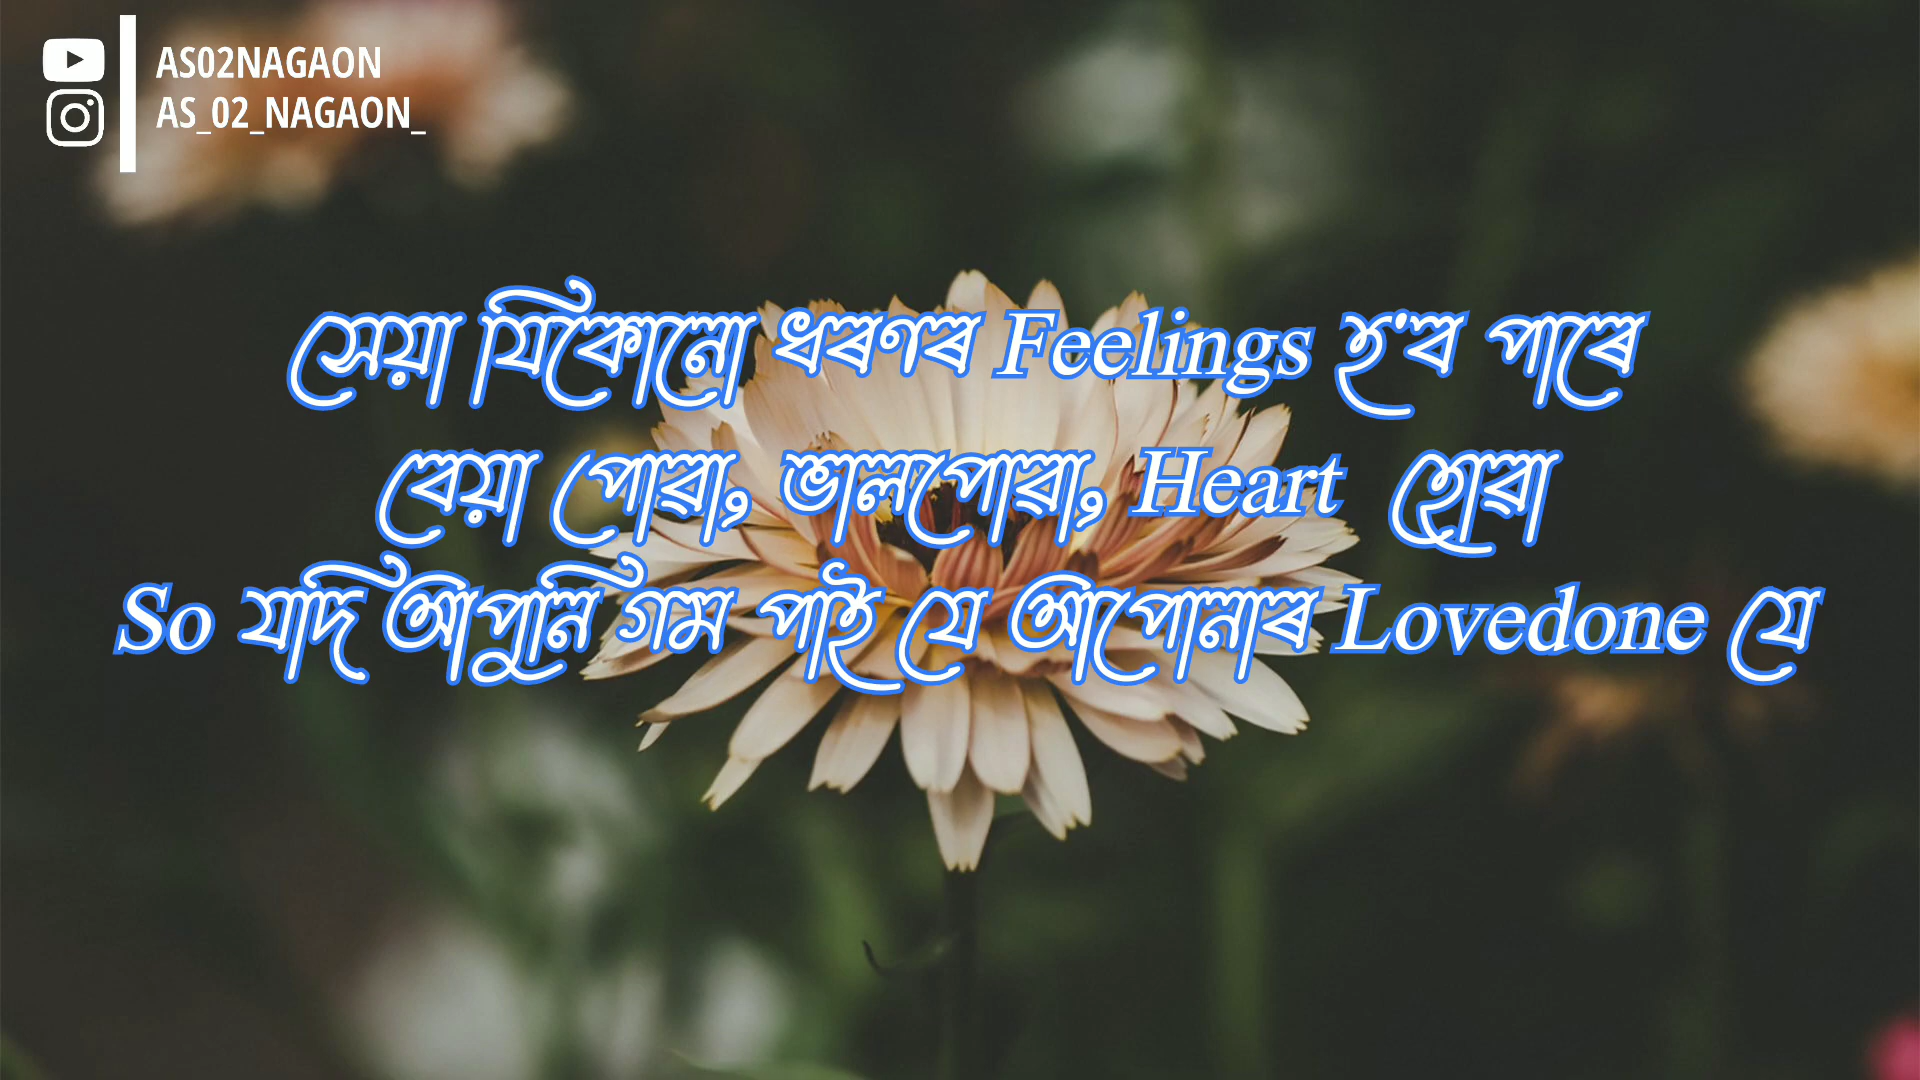 AS02NAGAON
AS_02_NAGAON_
সেয়া যিকোনো ধৰণৰ Feelings হ'ব পাৰে
বেয়া পোৱা, ভালপোৱা, Heart হোৱা
So যদি আপুনি গম পাই যে আপোনাৰ Lovedone যে